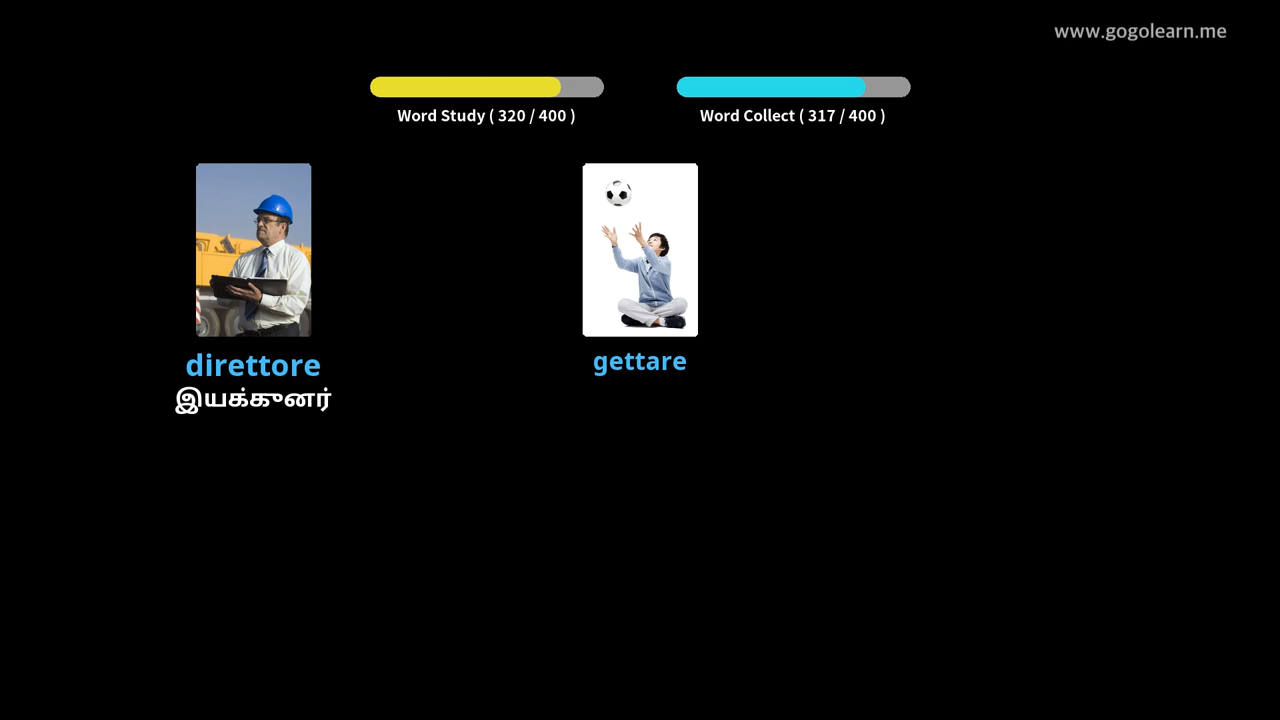 www.gogolearn.me
Word Study ( 320 / 400 )
Word Collect ( 317 / 400 )
direttore
இயக்குனர்
gettare